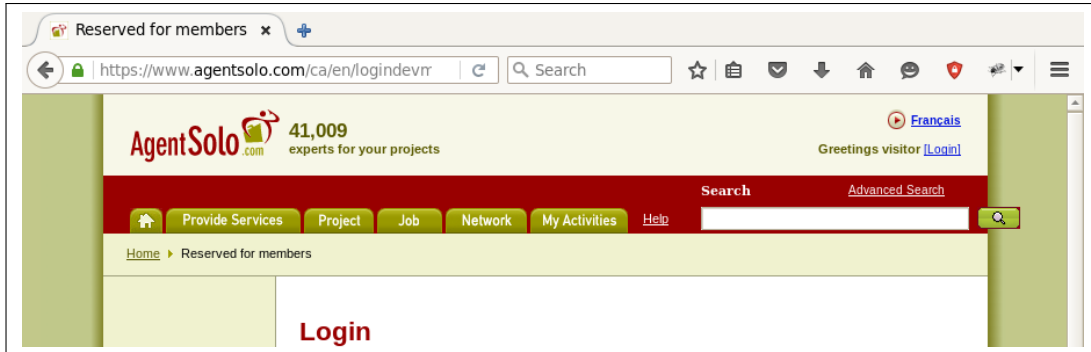 Reserved for members
https://www.agentsolo.com/ca/en/logindevm
Search
AgentSolo.com
41,009
experts for your projects
Français
Greetings visitor [Login]
Search Advanced Search
Provide Services Project Job Network My Activities Help
Home Reserved for members
Login